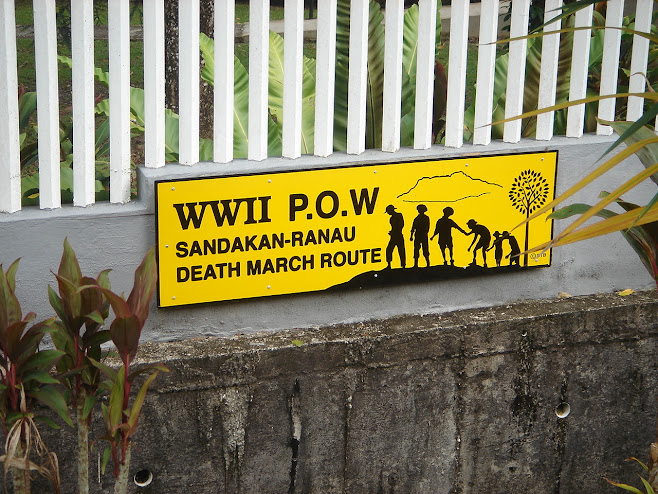 WWII P.O.W
SANDAKAN-RANAU
DEATH MARCH ROUTE